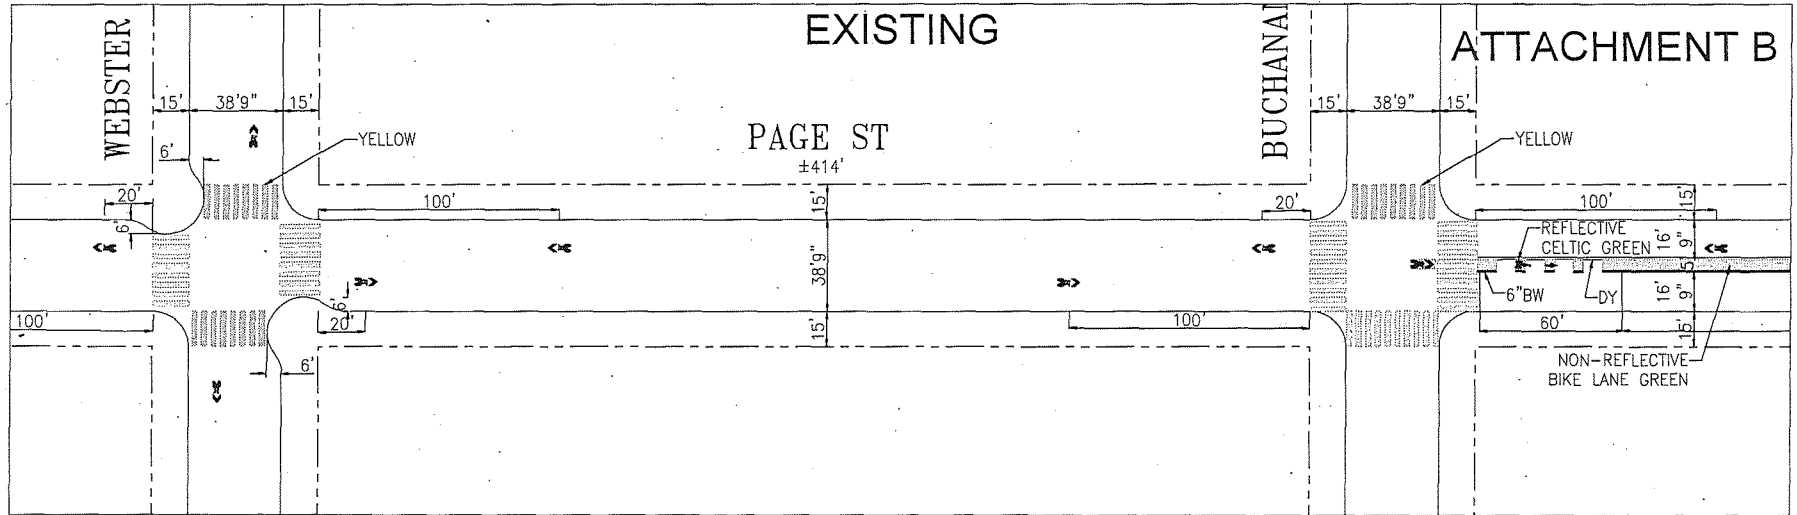 EXISTING
ATTACHMENT B
WEBSTER
BUCHANA
15'
38'9"
15'
15'
38'9"
15'
6'
YELLOW
PAGE ST
±414'
YELLOW
20'
100'
15'
20'
100'
15'
6'
REFLECTIVE
CELTIC GREEN
16'
9"
38'9"
5'
6"BW
DY
16'
9"
6'
100'
20'
15'
100'
60'
15'
6'
NON-REFLECTIVE
BIKE LANE GREEN